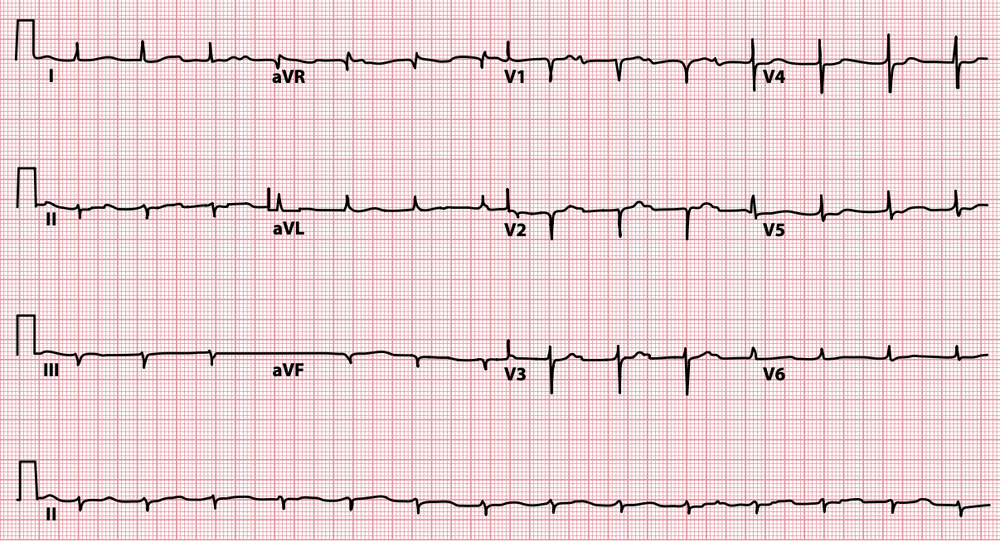 I aVR V1 V4
II aVL V2 V5
III aVF V3 V6
II